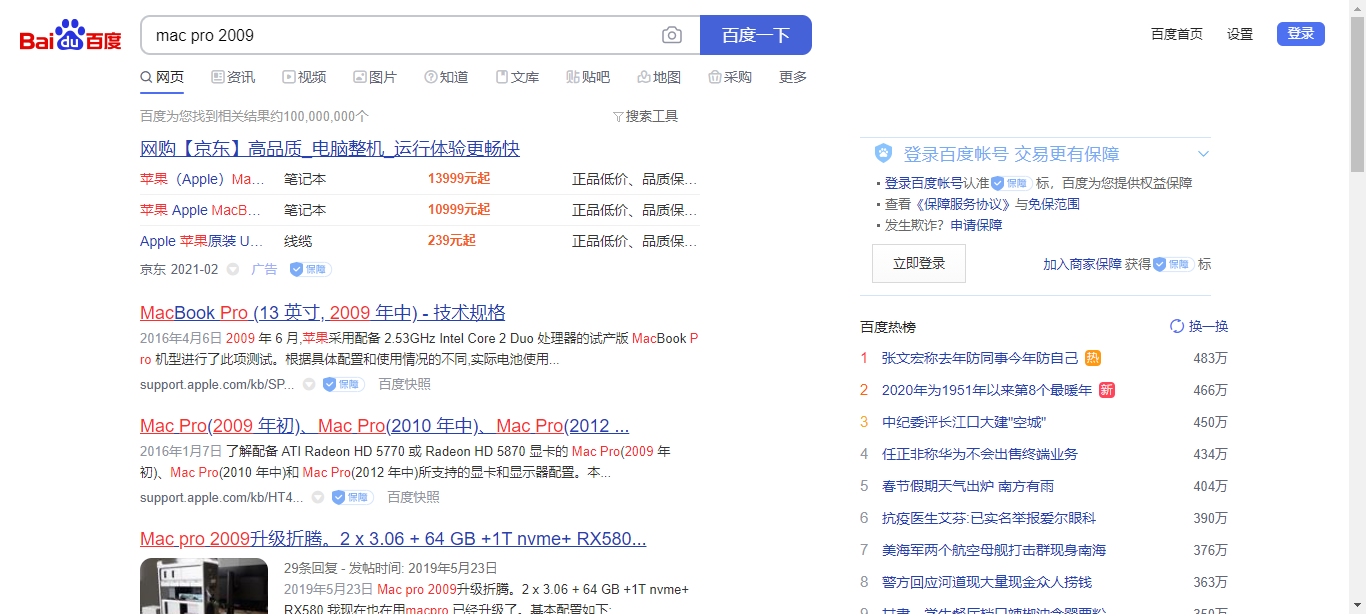 Bai du 百度
mac pro 2009
百度一下
百度首页 设置 登录
网页 资讯 视频 图片 知道 文库 贴吧 地图 采购 更多
百度为您找到相关结果约100,000,000个
搜索工具
网购【京东】高品质_电脑整机_运行体验更畅快
苹果（Apple）Ma... 笔记本 13999元起 正品低价、品质保...
苹果 Apple MacB... 笔记本 10999元起 正品低价、品质保...
Apple 苹果原装 U... 线缆 239元起 正品低价、品质保...
京东 2021-02 广告 保障
MacBook Pro (13 英寸, 2009 年中) - 技术规格
2016年4月6日 2009 年 6 月,苹果采用配备 2.53GHz Intel Core 2 Duo 处理器的试产版 MacBook P
ro 机型进行了此项测试。根据具体配置和使用情况的不同,实际电池使用...
support.apple.com/kb/SP... 保障 百度快照
Mac Pro(2009 年初)、Mac Pro(2010 年中)、Mac Pro(2012 ...
2016年1月7日 了解配备 ATI Radeon HD 5770 或 Radeon HD 5870 显卡的 Mac Pro(2009 年
初)、Mac Pro(2010 年中)和 Mac Pro(2012 年中)所支持的显卡和显示器配置。本...
support.apple.com/kb/HT4... 保障 百度快照
Mac pro 2009升级折腾。2 x 3.06 + 64 GB +1T nvme+ RX580...
29条回复 - 发帖时间: 2019年5月23日
2019年5月23日 Mac pro 2009升级折腾。2 x 3.06 + 64 GB +1T nvme+
RX580 我现在也在用macpro 已经升级了。基本配置如下:
登录百度帐号 交易更有保障
登录百度帐号认准 保障 标，百度为您提供权益保障
查看《保障服务协议》与免保范围
发生欺诈？申请保障
立即登录
加入商家保障 获得 保障 标
百度热榜 换一换
1 张文宏称去年防同事今年防自己 热 483万
2 2020年为1951年以来第8个最暖年 新 466万
3 中纪委评长江口大建"空城" 450万
4 任正非称华为不会出售终端业务 434万
5 春节假期天气出炉 南方有雨 404万
6 抗疫医生艾芬:已实名举报爱尔眼科 390万
7 美海军两个航空母舰打击群现身南海 376万
8 警方回应河道现大量现金众人捞钱 363万